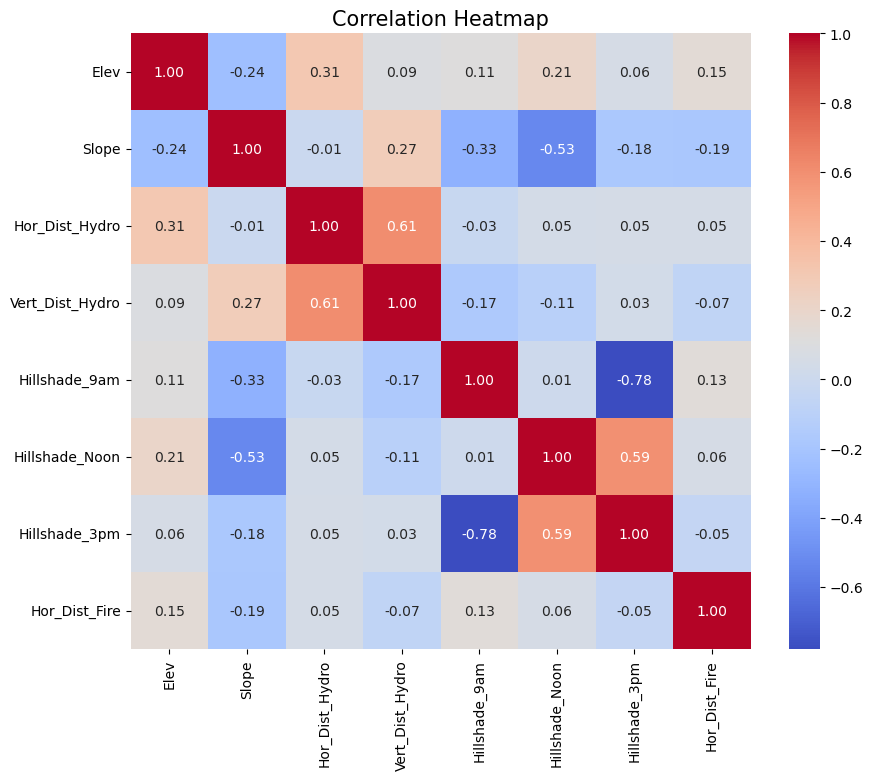 Correlation Heatmap
Elev 1.00 -0.24 0.31 0.09 0.11 0.21 0.06 0.15
Slope -0.24 1.00 -0.01 0.27 -0.33 -0.53 -0.18 -0.19
Hor_Dist_Hydro 0.31 -0.01 1.00 0.61 -0.03 0.05 0.05 0.05
Vert_Dist_Hydro 0.09 0.27 0.61 1.00 -0.17 -0.11 0.03 -0.07
Hillshade_9am 0.11 -0.33 -0.03 -0.17 1.00 0.01 -0.78 0.13
Hillshade_Noon 0.21 -0.53 0.05 -0.11 0.01 1.00 0.59 0.06
Hillshade_3pm 0.06 -0.18 0.05 0.03 -0.78 0.59 1.00 -0.05
Hor_Dist_Fire 0.15 -0.19 0.05 -0.07 0.13 0.06 -0.05 1.00
Elev
Slope
Hor_Dist_Hydro
Vert_Dist_Hydro
Hillshade_9am
Hillshade_Noon
Hillshade_3pm
Hor_Dist_Fire
1.0
0.8
0.6
0.4
0.2
0.0
−0.2
−0.4
−0.6